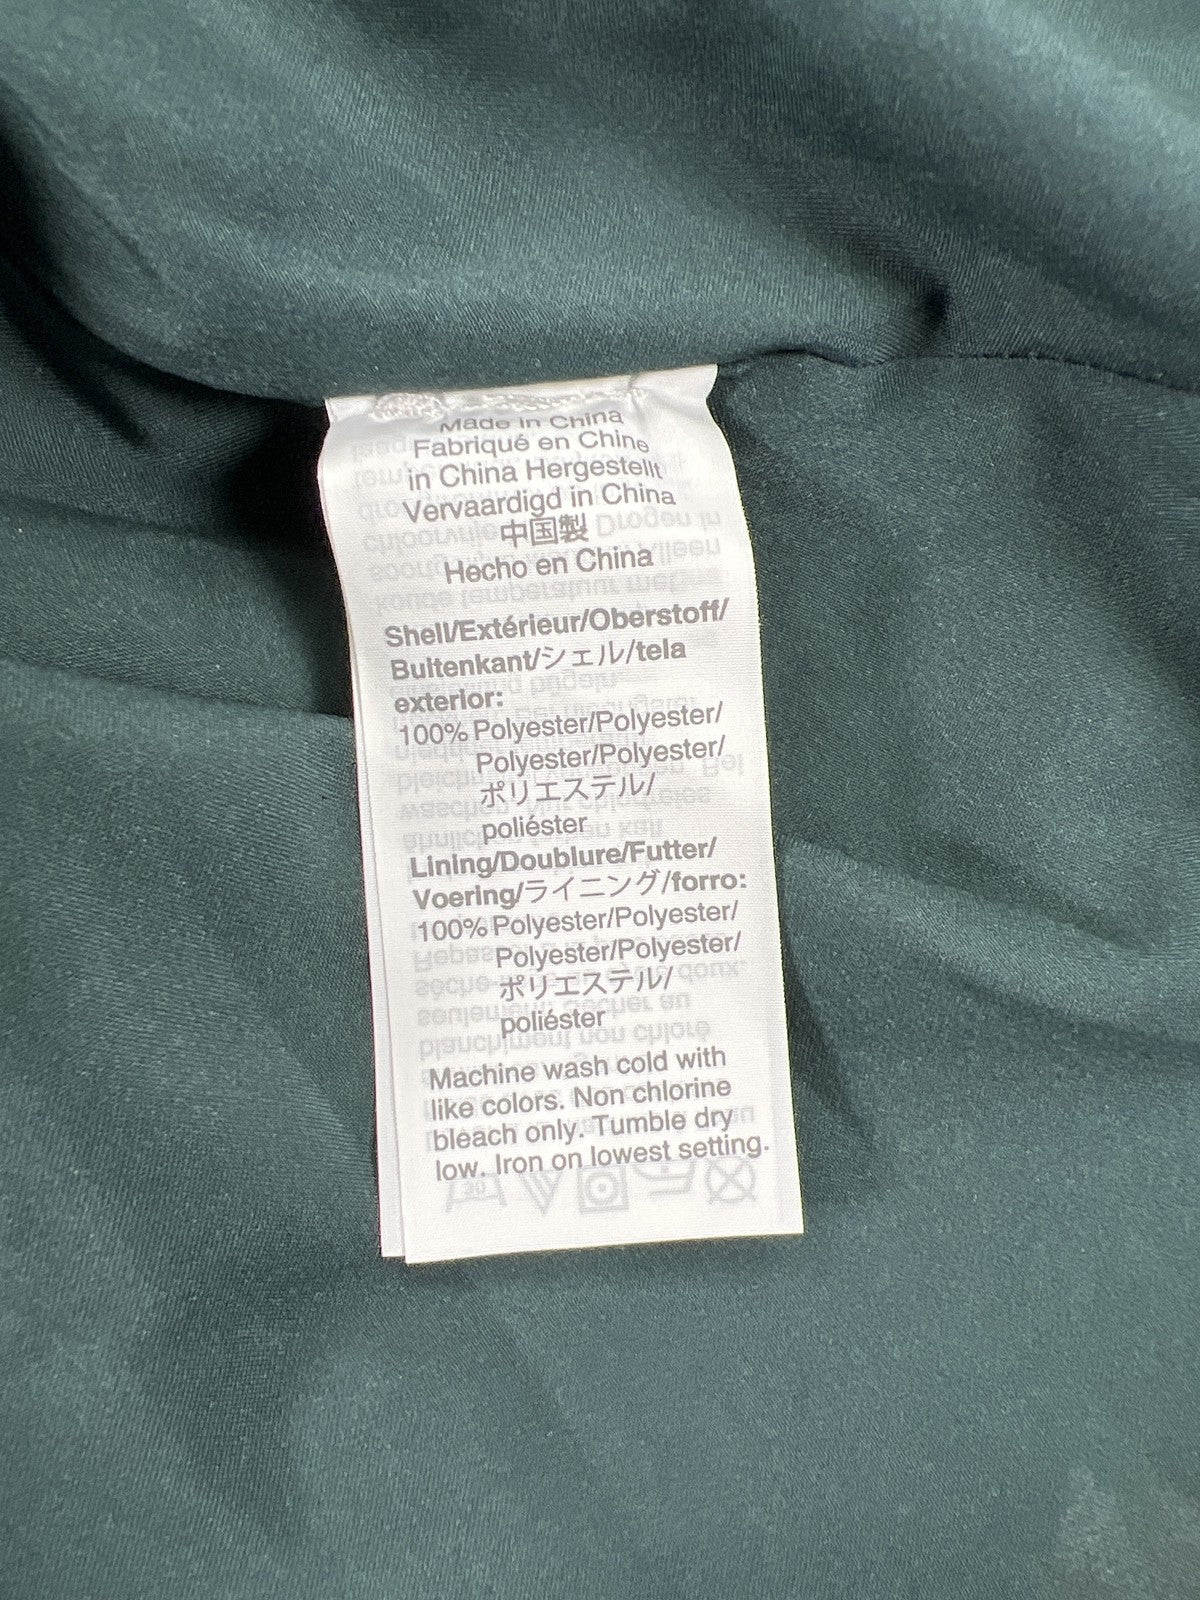 Made in China
Fabriqué en Chine
in China Hergestellt
Vervaardigd in China
中国製
Hecho en China
Shell/Extérieur/Oberstoff/
Buitenkant/シェル/tela
exterior:
100% Polyester/Polyester/
Polyester/Polyester/
ポリエステル/
poliéster
Lining/Doublure/Futter/
Voering/ライニング/forro:
100% Polyester/Polyester/
Polyester/Polyester/
ポリエステル/
poliéster
Machine wash cold with
like colors. Non chlorine
bleach only. Tumble dry
low. Iron on lowest setting.